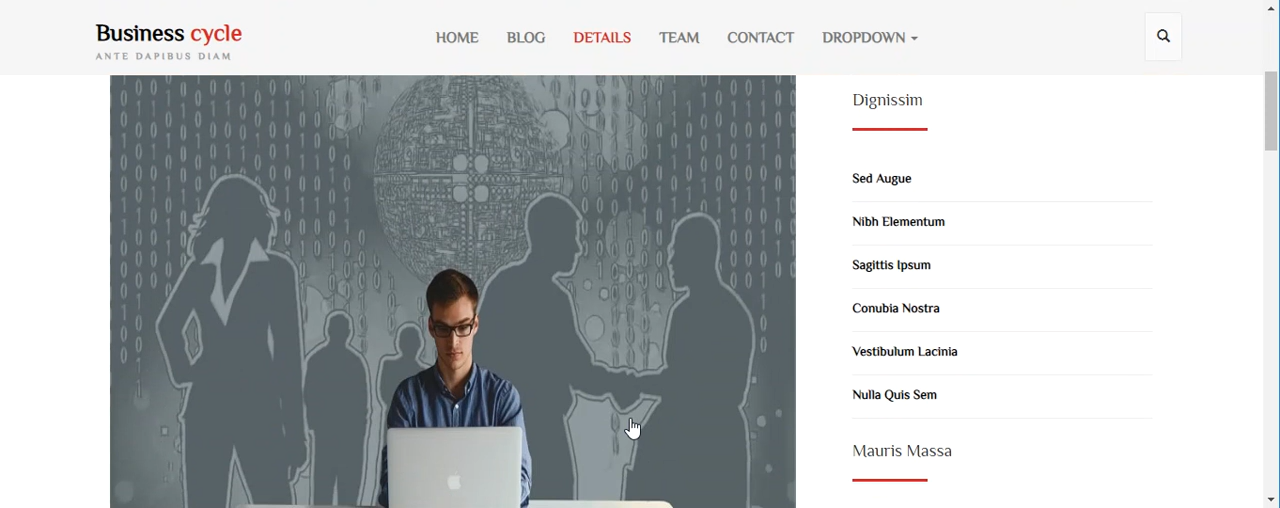 Business cycle
ANTE DAPIBUS DIAM
HOME BLOG DETAILS TEAM CONTACT DROPDOWN
Dignissim
Sed Augue
Nibh Elementum
Sagittis Ipsum
Conubia Nostra
Vestibulum Lacinia
Nulla Quis Sem
Mauris Massa